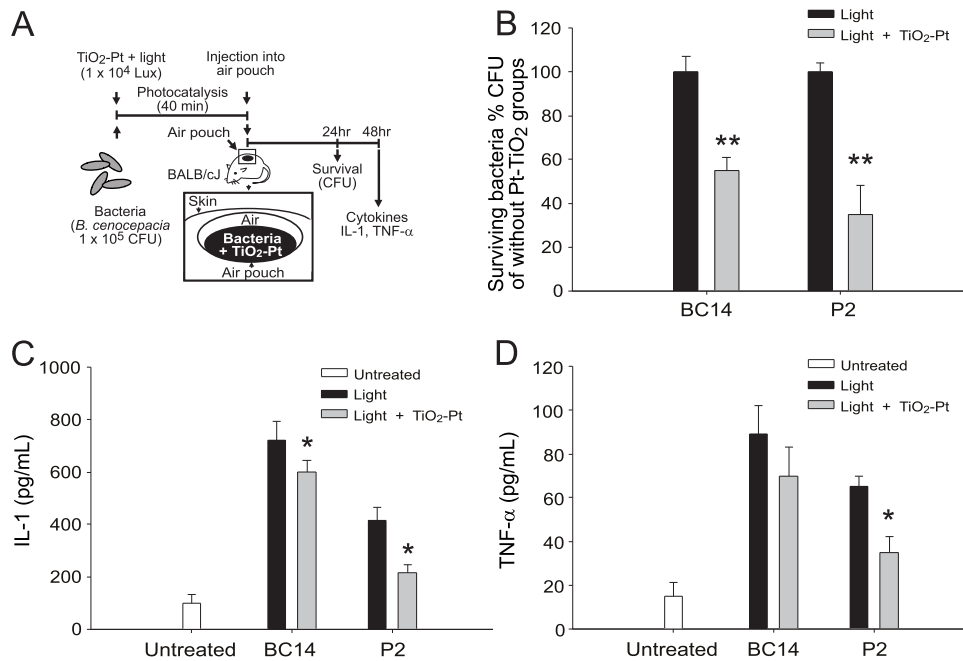 A
TiO2-Pt + light
(1 x 10⁴ Lux)
Injection into
air pouch
Photocatalysis
(40 min)
Air pouch
24hr
48hr
BALB/cJ
Survival
(CFU)
Bacteria
(B. cenocepacia
1 x 10⁵ CFU)
Skin
Air
Bacteria
+ TiO2-Pt
Air pouch
Cytokines
IL-1, TNF-α
B
Light
Light + TiO2-Pt
Surviving bacteria % CFU
of without Pt-TiO2 groups
120
100
80
60
40
20
0
**
**
BC14
P2
C
Untreated
Light
Light + TiO2-Pt
IL-1 (pg/mL)
1000
800
600
400
200
0
*
*
Untreated
BC14
P2
D
Untreated
Light
Light + TiO2-Pt
TNF-α (pg/mL)
120
100
80
60
40
20
0
*
Untreated
BC14
P2